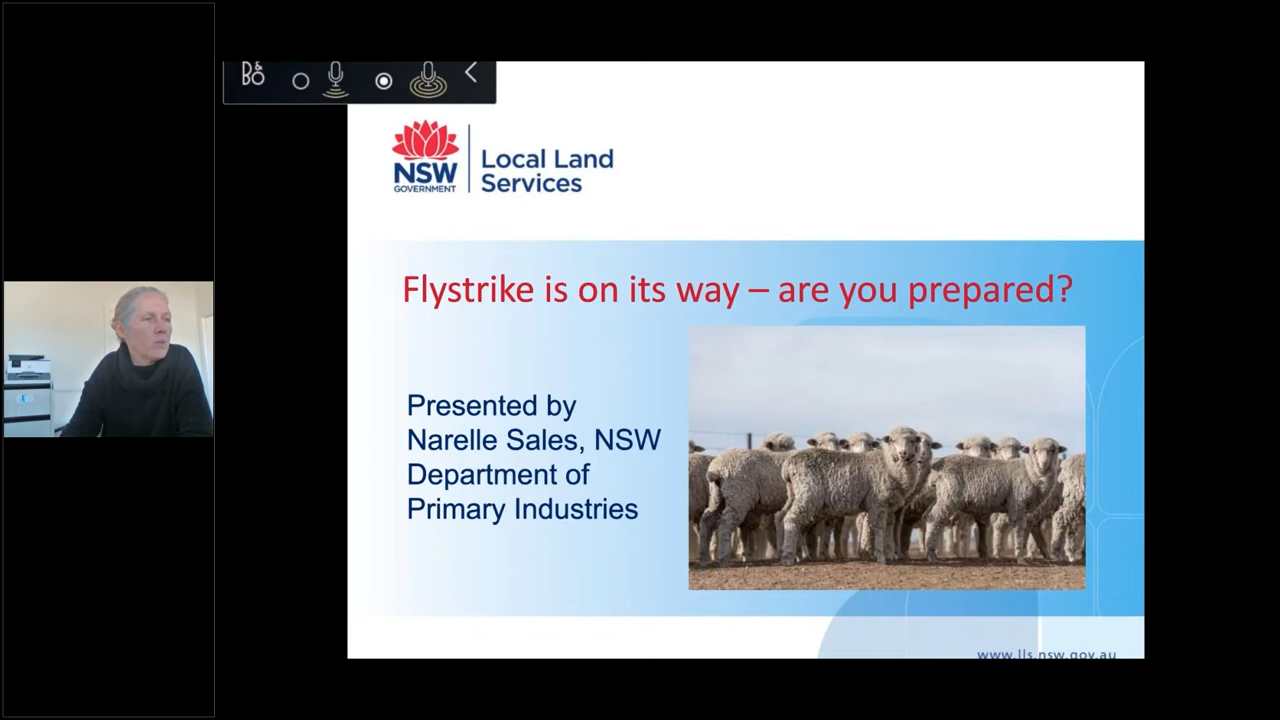 B&
BO
NSW
GOVERNMENT
Local Land
Services
Flystrike is on its way – are you prepared?
Presented by
Narelle Sales, NSW
Department of
Primary Industries
www.lls.nsw.gov.au